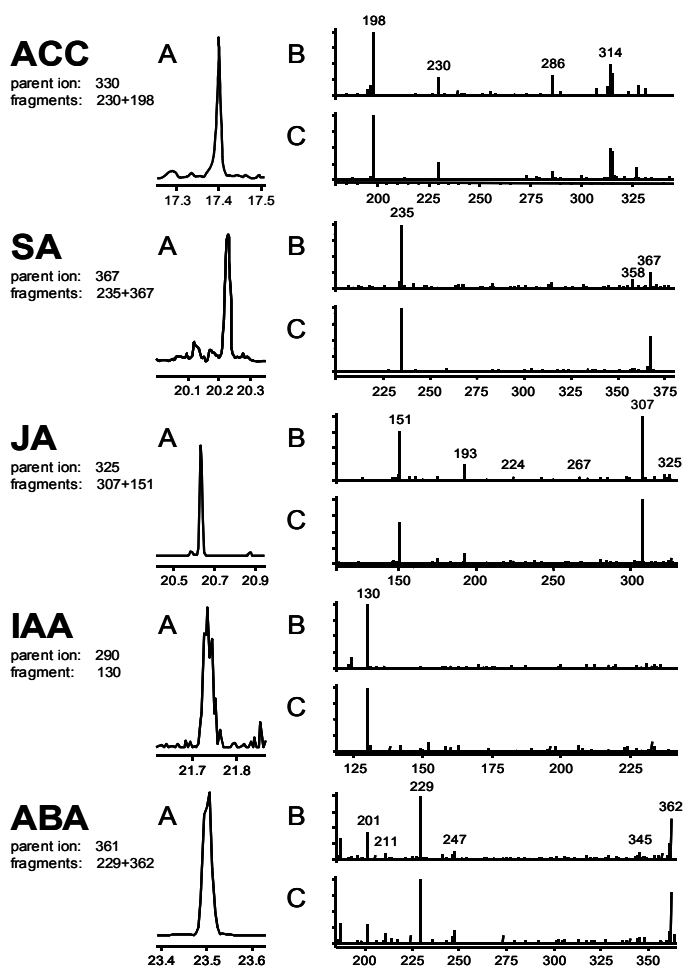 ACC
parent ion: 330
fragments: 230+198
A
17.3 17.4 17.5
B
198
230
286
314
C
200 225 250 275 300 325
SA
parent ion: 367
fragments: 235+367
A
20.1 20.2 20.3
B
235
358
367
C
225 250 275 300 325 350 375
JA
parent ion: 325
fragments: 307+151
A
20.5 20.7 20.9
B
151
193
224
267
307
325
C
150 200 250 300
IAA
parent ion: 290
fragment: 130
A
21.7 21.8
B
130
C
125 150 175 200 225
ABA
parent ion: 361
fragments: 229+362
A
23.4 23.5 23.6
B
201
211
229
247
345
362
C
200 250 300 350